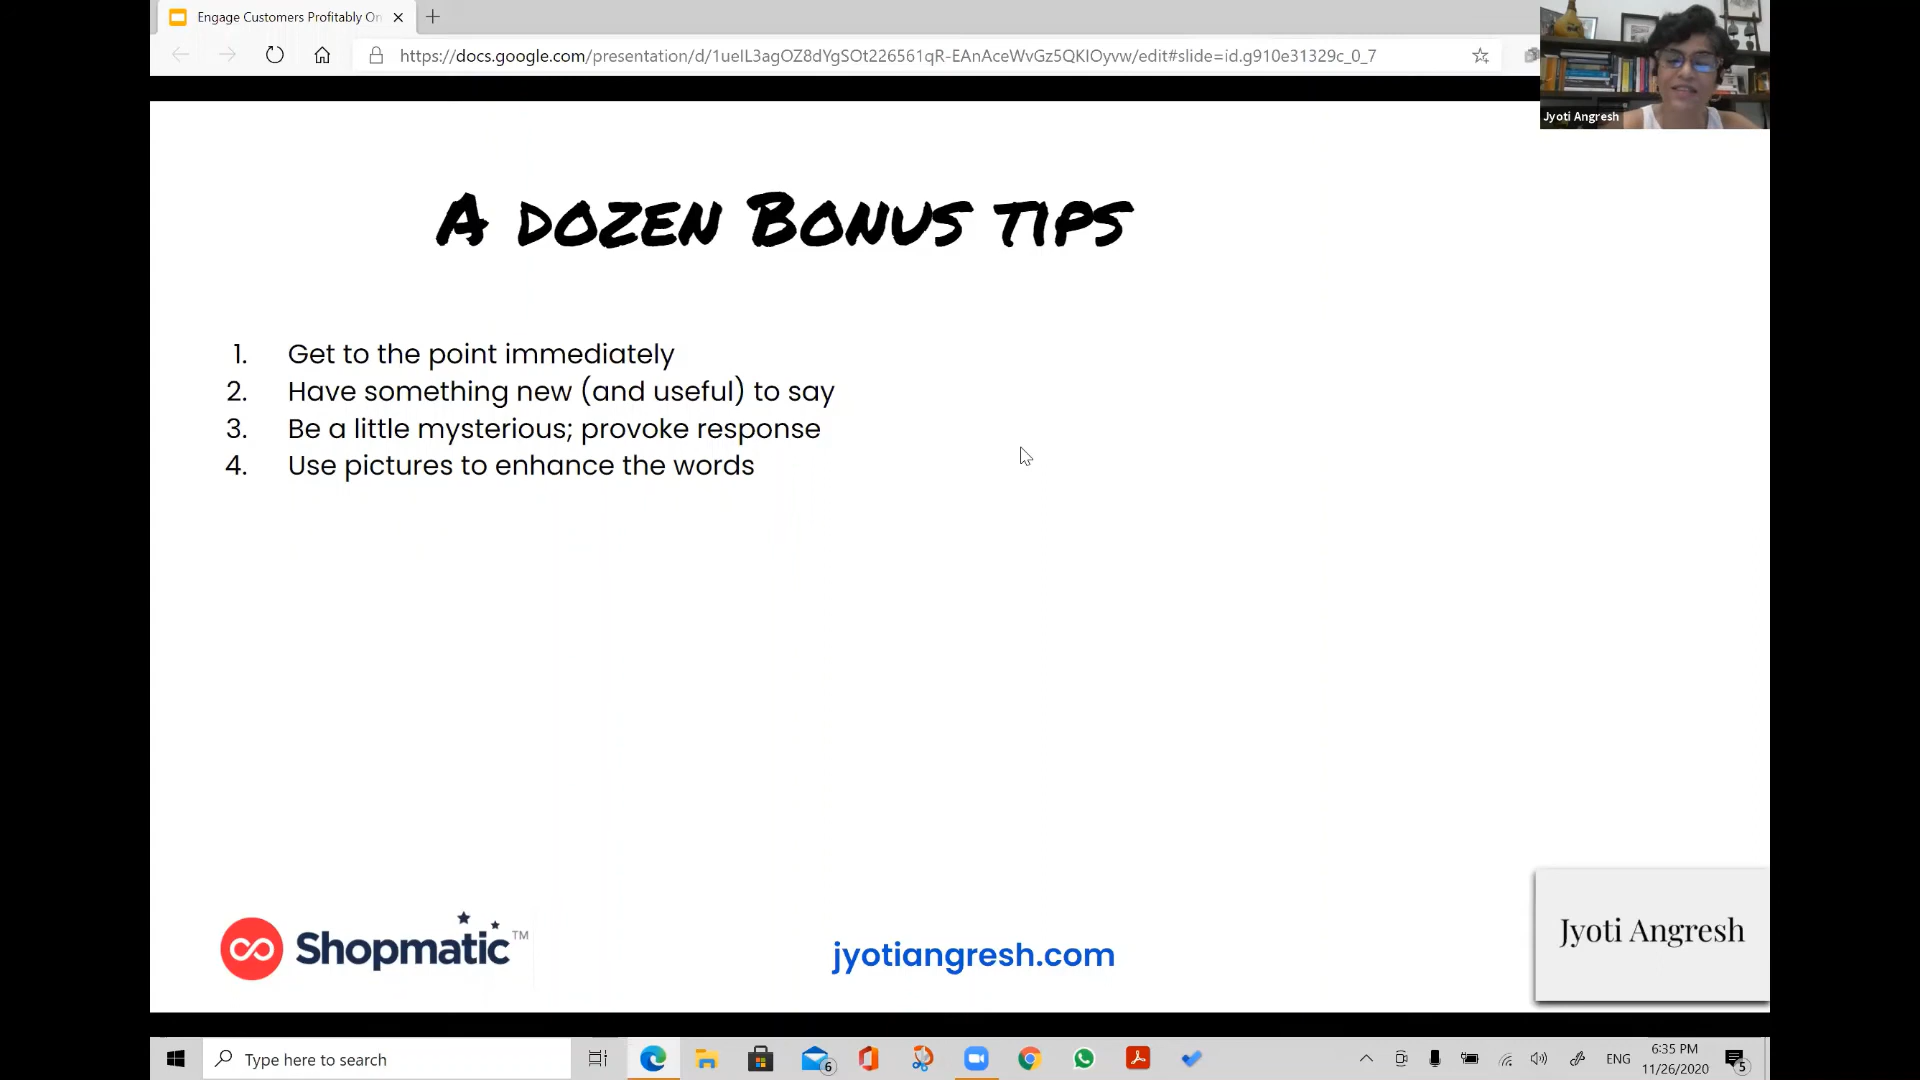 Engage Customers Profitably On
https://docs.google.com/presentation/d/1ueIL3agOZ8dYgSOt226561qR-EAnAceWvGz5QKIOyvw/edit#slide=id.g910e31329c_0_7
Jyoti Angresh
A DOZEN BONUS TIPS
1. Get to the point immediately
2. Have something new (and useful) to say
3. Be a little mysterious; provoke response
4. Use pictures to enhance the words
Shopmatic™
jyotiangresh.com
Jyoti Angresh
Type here to search
6
ENG
6:35 PM
11/26/2020
5